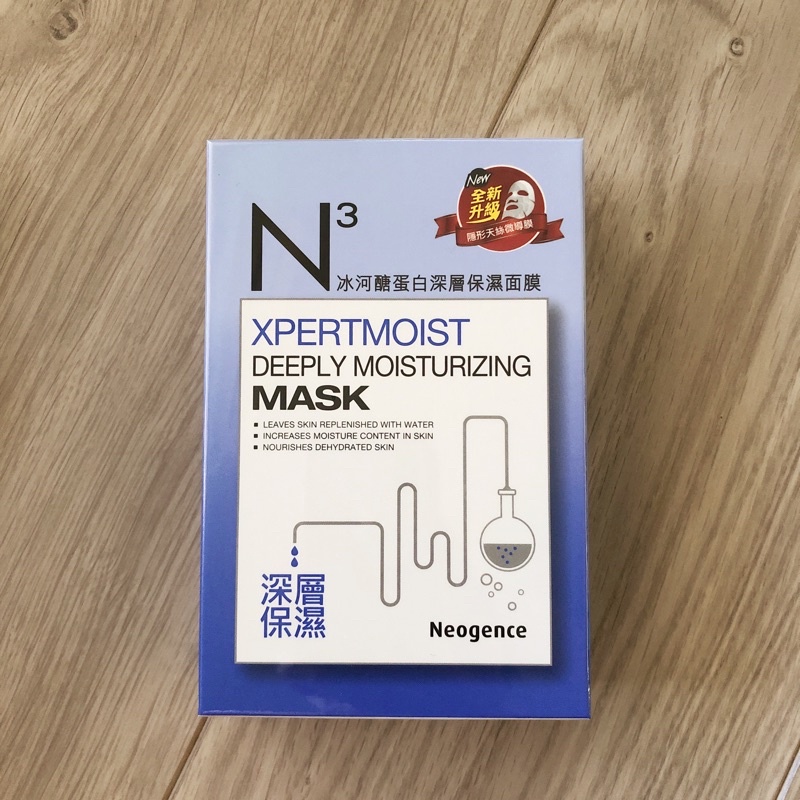 N³
New
全新
升級
隱形天絲微導膜
冰河醣蛋白深層保濕面膜
XPERTMOIST
DEEPLY MOISTURIZING
MASK
▪ LEAVES SKIN REPLENISHED WITH WATER
▪ INCREASES MOISTURE CONTENT IN SKIN
▪ NOURISHES DEHYDRATED SKIN
深層
保濕
Neogence